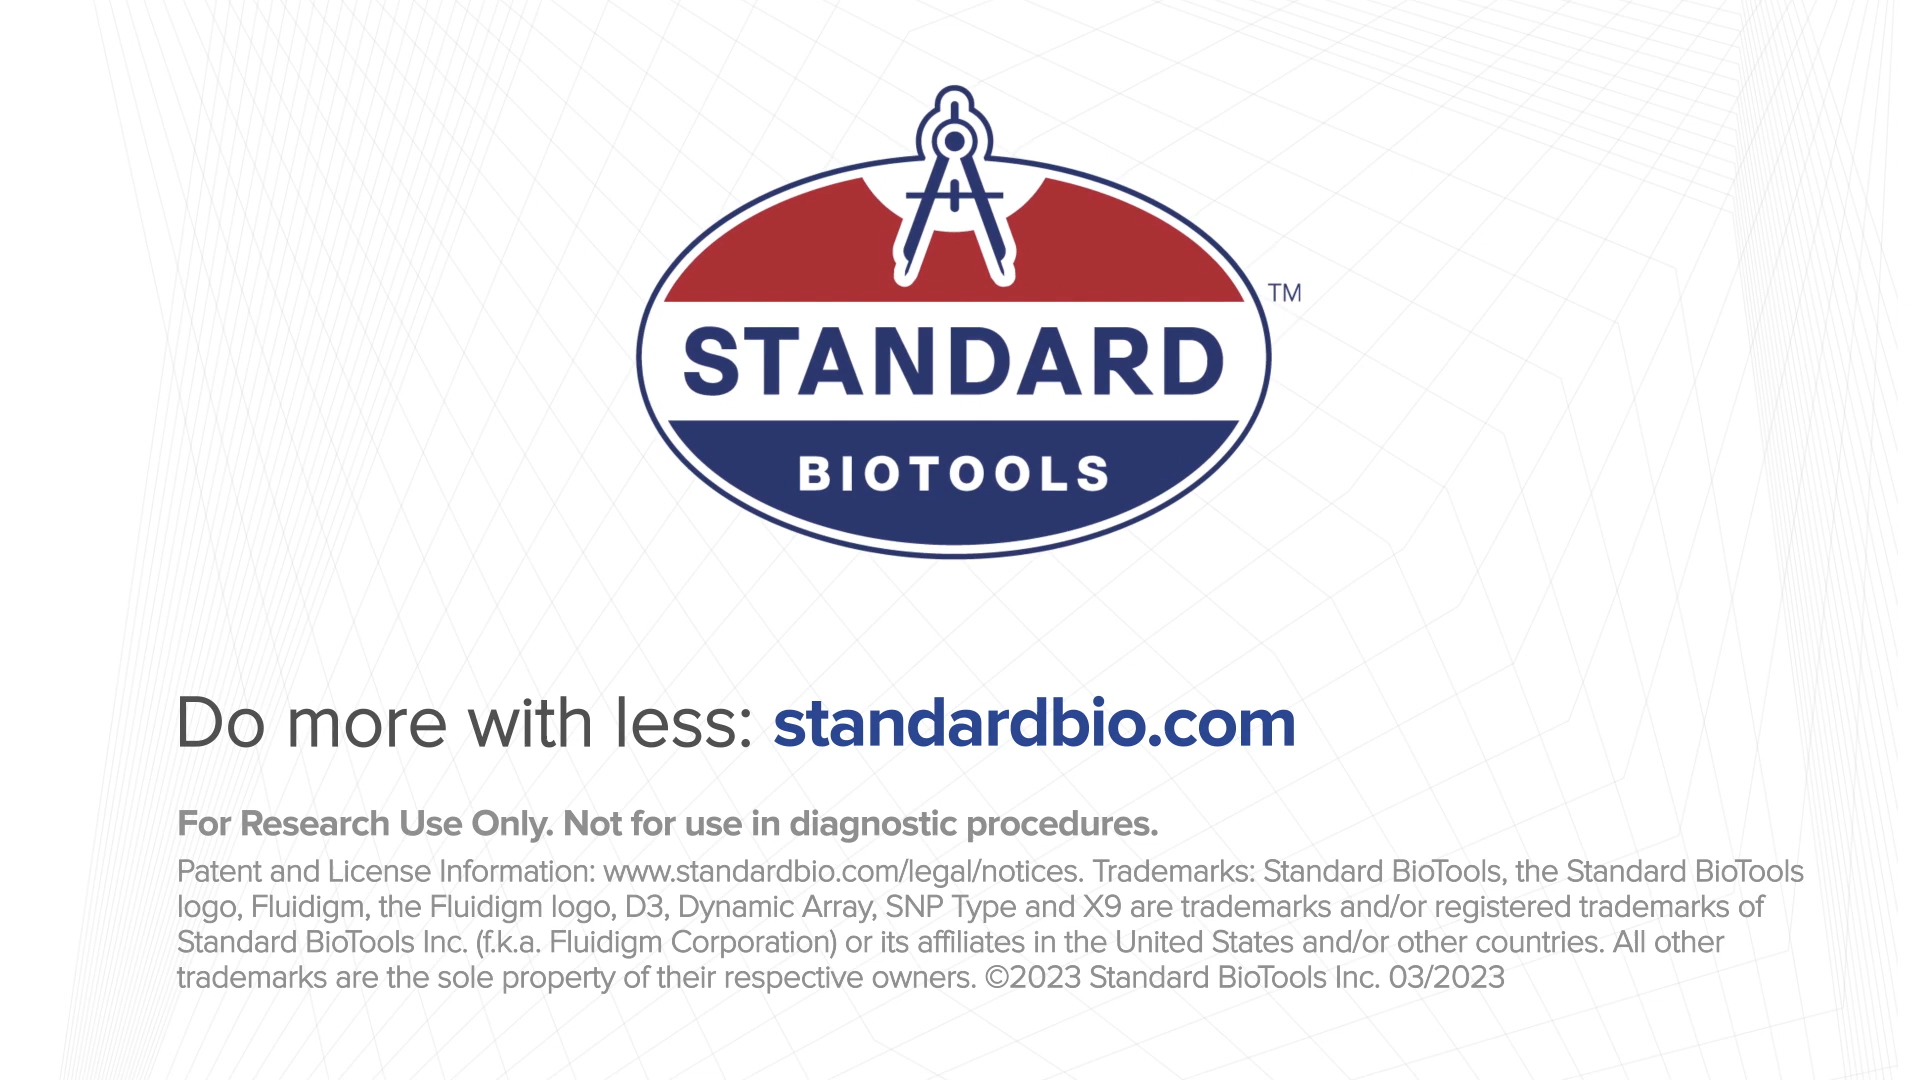 STANDARD
BIOTOOLS
TM
Do more with less: standardbio.com
For Research Use Only. Not for use in diagnostic procedures.
Patent and License Information: www.standardbio.com/legal/notices. Trademarks: Standard BioTools, the Standard BioTools
logo, Fluidigm, the Fluidigm logo, D3, Dynamic Array, SNP Type and X9 are trademarks and/or registered trademarks of
Standard BioTools Inc. (f.k.a. Fluidigm Corporation) or its affiliates in the United States and/or other countries. All other
trademarks are the sole property of their respective owners. ©2023 Standard BioTools Inc. 03/2023